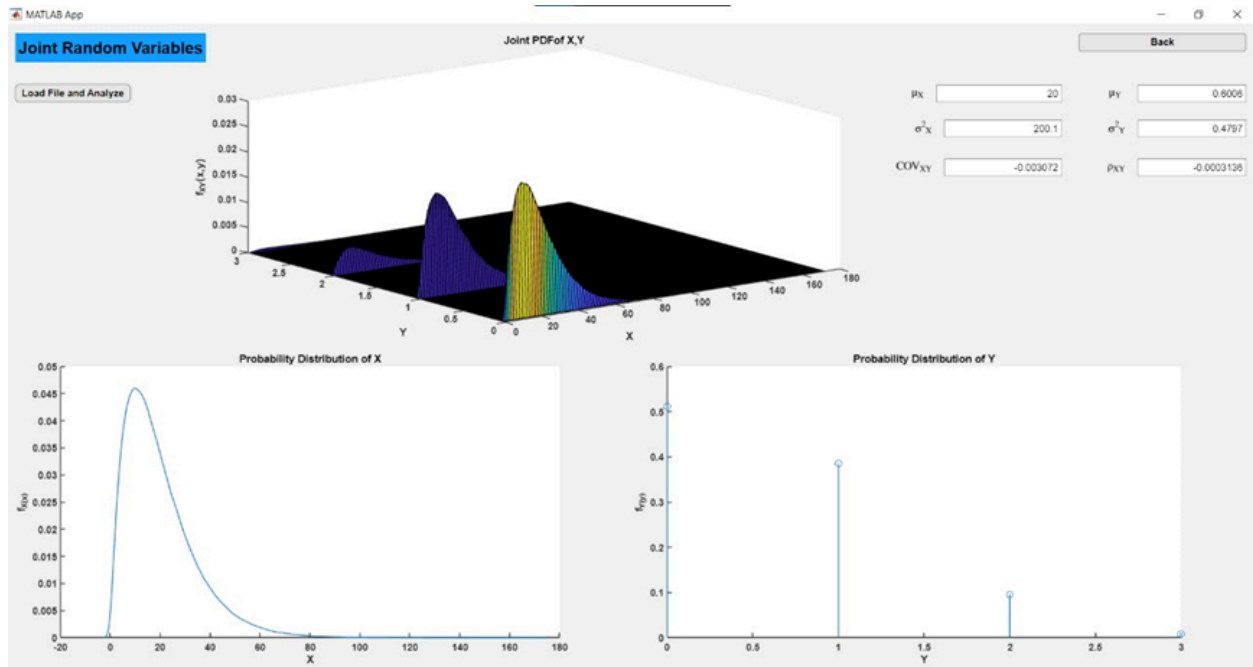 MATLAB App
Joint Random Variables
Load File and Analyze
Back
Joint PDFof X,Y
0.03
0.025
0.02
0.015
0.01
0.005
0
fXY(x,y)
3
2.5
2
1.5
1
0.5
0
Y
0
20
40
60
80
100
120
140
160
180
X
μX 20
μY 0.6006
σ²X 200.1
σ²Y 0.4797
COVXY -0.003072
ρXY -0.0003136
Probability Distribution of X
0.05
0.045
0.04
0.035
0.03
0.025
0.02
0.015
0.01
0.005
0
fX(x)
-20 0 20 40 60 80 100 120 140 160 180
X
Probability Distribution of Y
0.6
0.5
0.4
0.3
0.2
0.1
0
fY(y)
0 0.5 1 1.5 2 2.5 3
Y